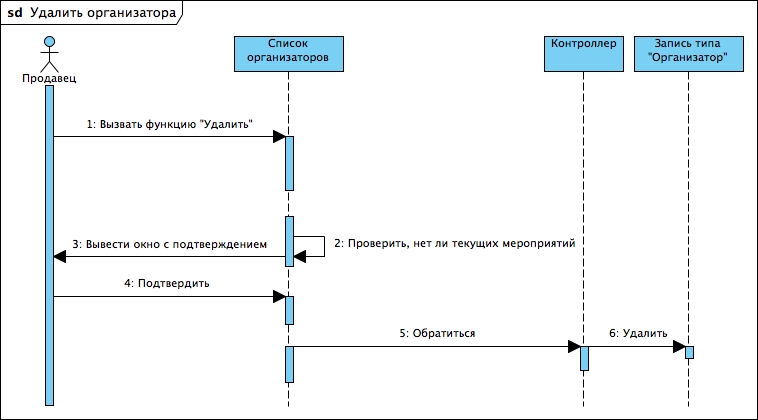 sd Удалить организатора
Продавец
Список
организаторов
Контроллер
Запись типа
"Организатор"
1: Вызвать функцию "Удалить"
2: Проверить, нет ли текущих мероприятий
3: Вывести окно с подтверждением
4: Подтвердить
5: Обратиться
6: Удалить